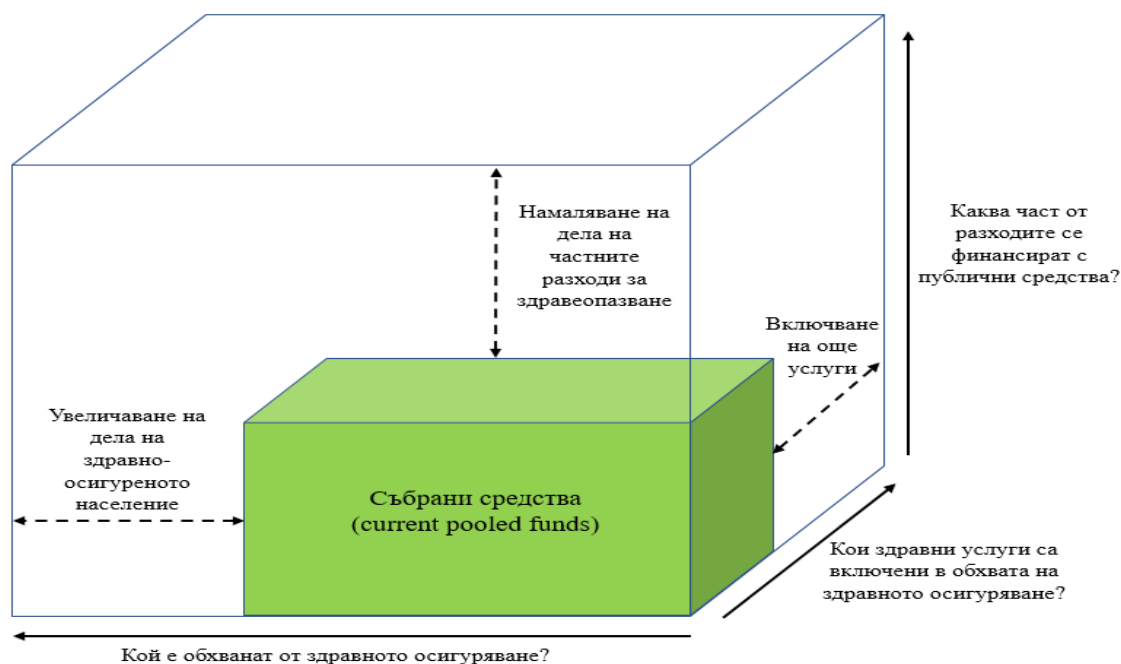 Намаляване на
дела на
частните
разходи за
здравеопазване
Каква част от
разходите се
финансират с
публични средства?
Включване
на още
услуги
Увеличаване на
дела на
здравно-
осигуреното
население
Събрани средства
(current pooled funds)
Кои здравни услуги са
включени в обхвата на
здравното осигуряване?
Кой е обхванат от здравното осигуряване?